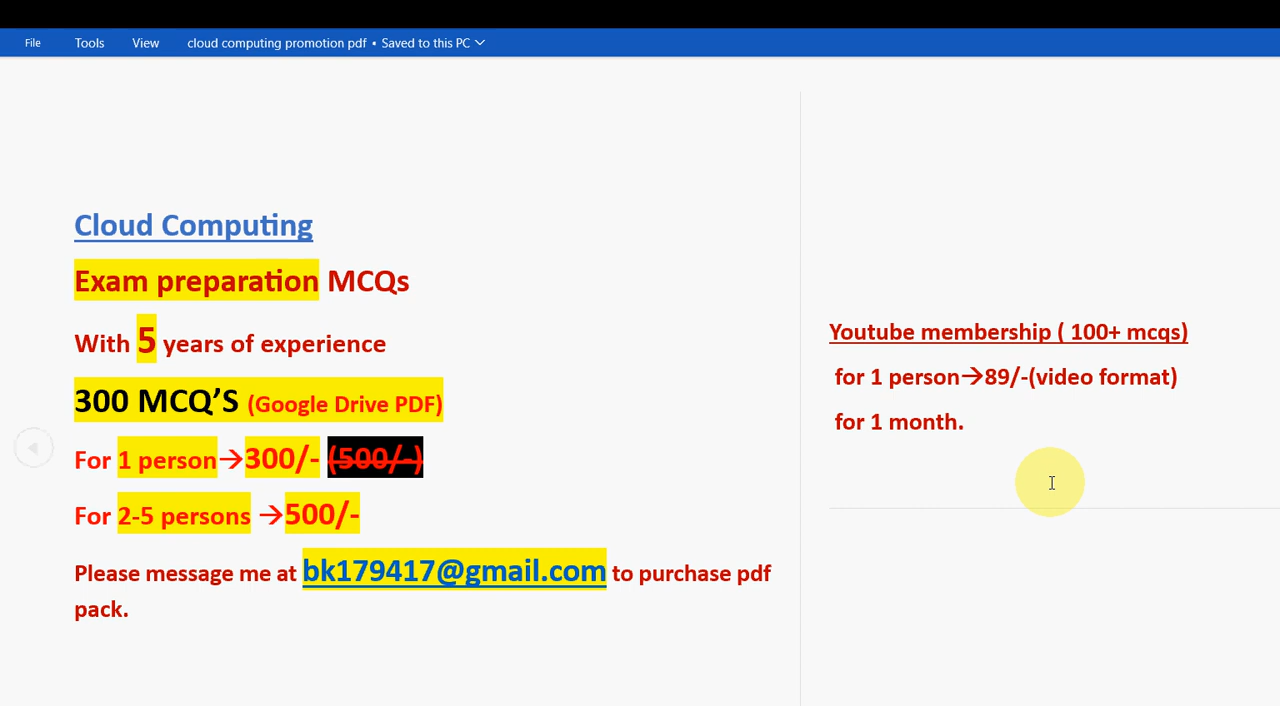 File Tools View cloud computing promotion pdf • Saved to this PC
Cloud Computing
Exam preparation MCQs
With 5 years of experience
300 MCQ’S (Google Drive PDF)
For 1 person→300/- (500/-)
For 2-5 persons →500/-
Please message me at bk179417@gmail.com to purchase pdf
pack.
Youtube membership ( 100+ mcqs)
for 1 person→89/-(video format)
for 1 month.